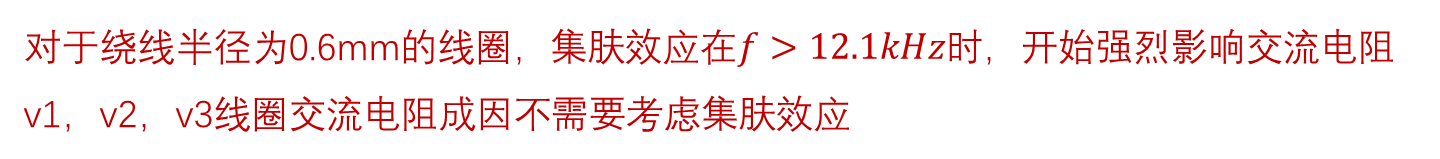 对于绕线半径为0.6mm的线圈，集肤效应在f > 12.1kHz时，开始强烈影响交流电阻
v1，v2，v3线圈交流电阻成因不需要考虑集肤效应